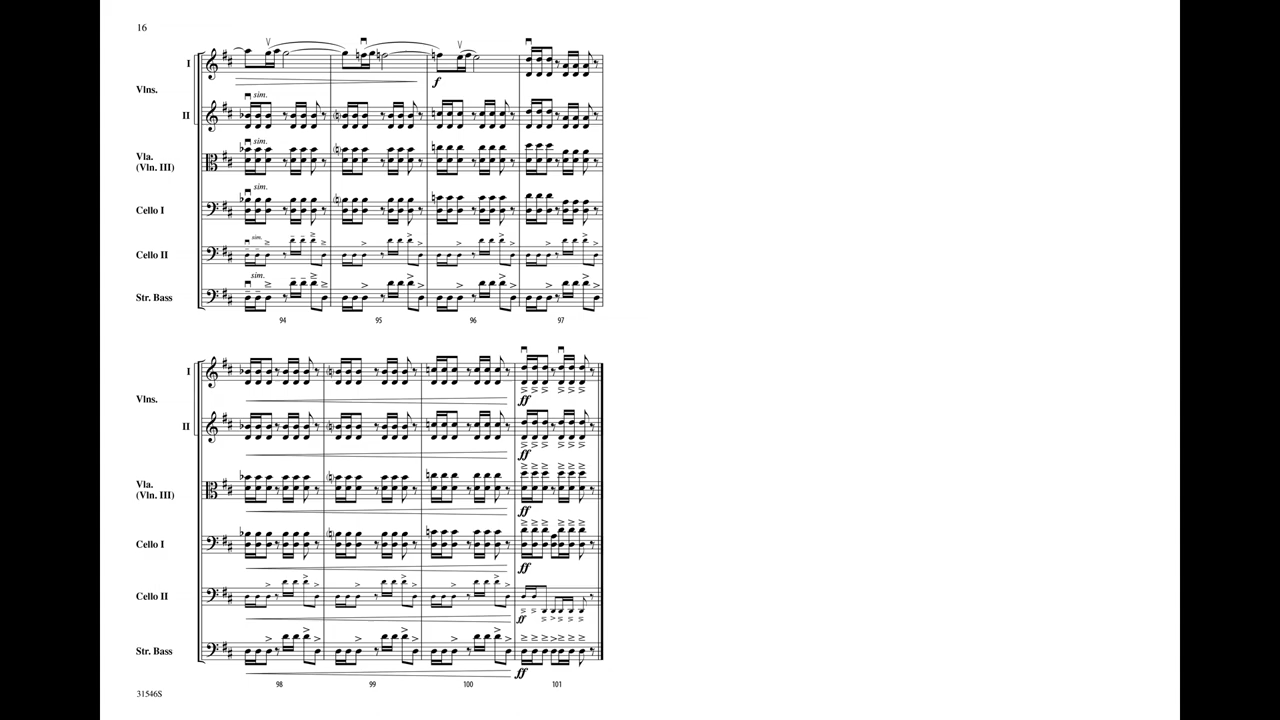 16
I
f
Vlns.
sim.
II
sim.
Vla.
(Vln. III)
sim.
Cello I
sim.
Cello II
sim.
Str. Bass
94 95 96 97
I
Vlns.
ff
II
ff
Vla.
(Vln. III)
ff
Cello I
ff
Cello II
ff
Str. Bass
ff
98 99 100 101
31546S